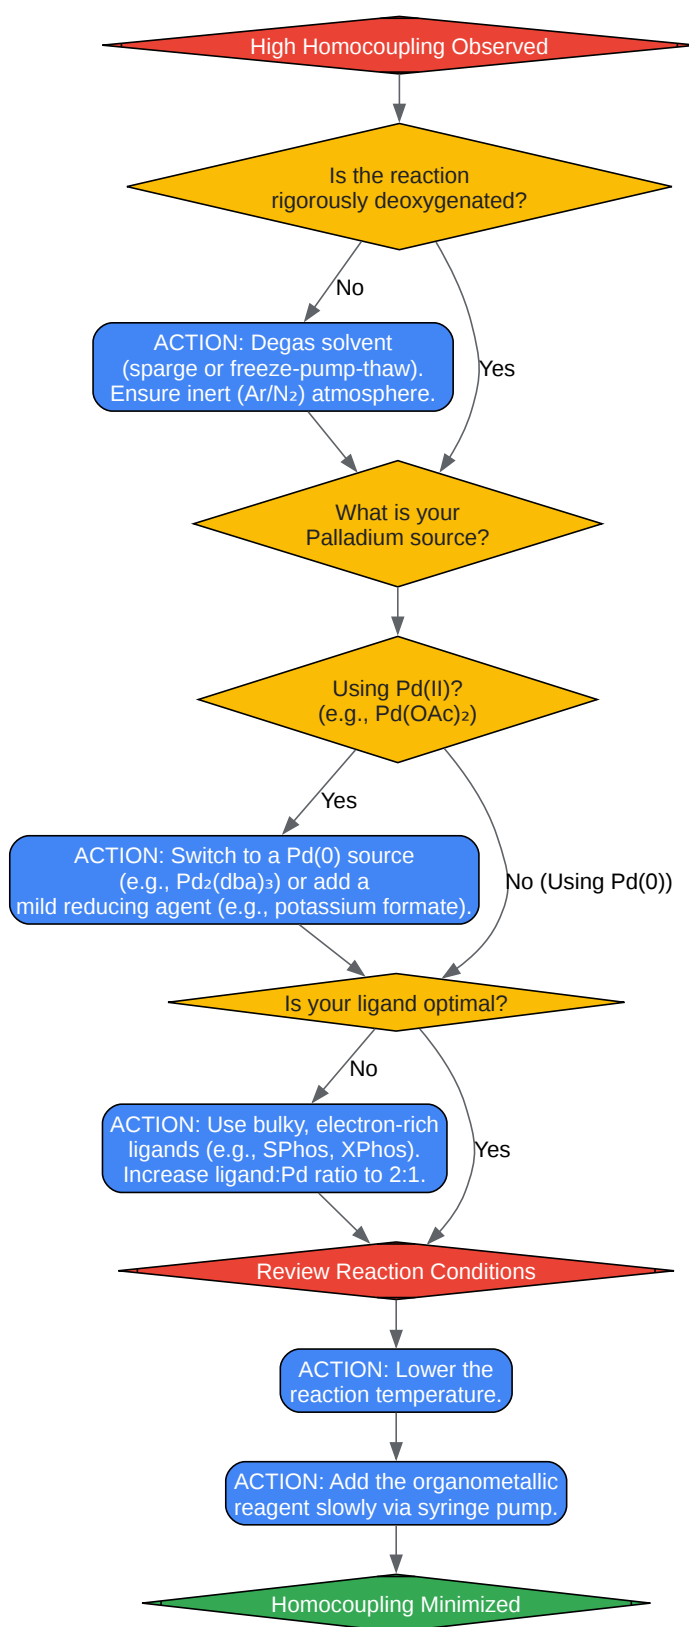 High Homocoupling Observed
Is the reaction
rigorously deoxygenated?
No
ACTION: Degas solvent
(sparge or freeze-pump-thaw).
Ensure inert (Ar/N₂) atmosphere.
Yes
What is your
Palladium source?
Using Pd(II)?
(e.g., Pd(OAc)₂)
Yes
ACTION: Switch to a Pd(0) source
(e.g., Pd₂(dba)₃) or add a
mild reducing agent (e.g., potassium formate).
No (Using Pd(0))
Is your ligand optimal?
No
ACTION: Use bulky, electron-rich
ligands (e.g., SPhos, XPhos).
Increase ligand:Pd ratio to 2:1.
Yes
Review Reaction Conditions
ACTION: Lower the
reaction temperature.
ACTION: Add the organometallic
reagent slowly via syringe pump.
Homocoupling Minimized